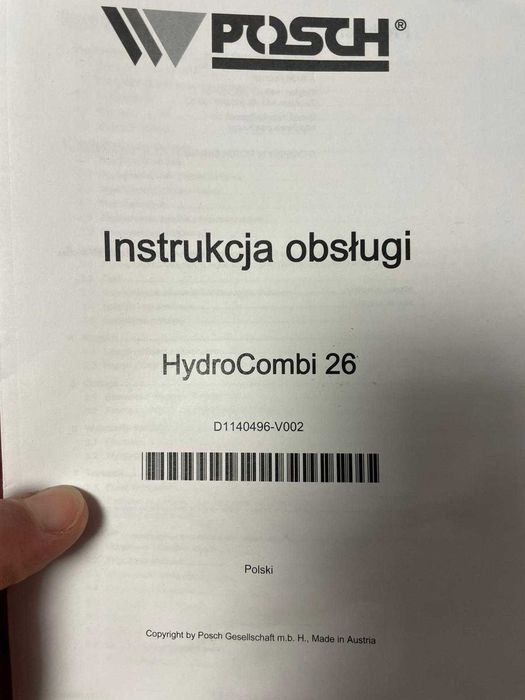 POSCH®
Instrukcja obsługi
HydroCombi 26
D1140496-V002
Polski
Copyright by Posch Gesellschaft m.b. H., Made in Austria